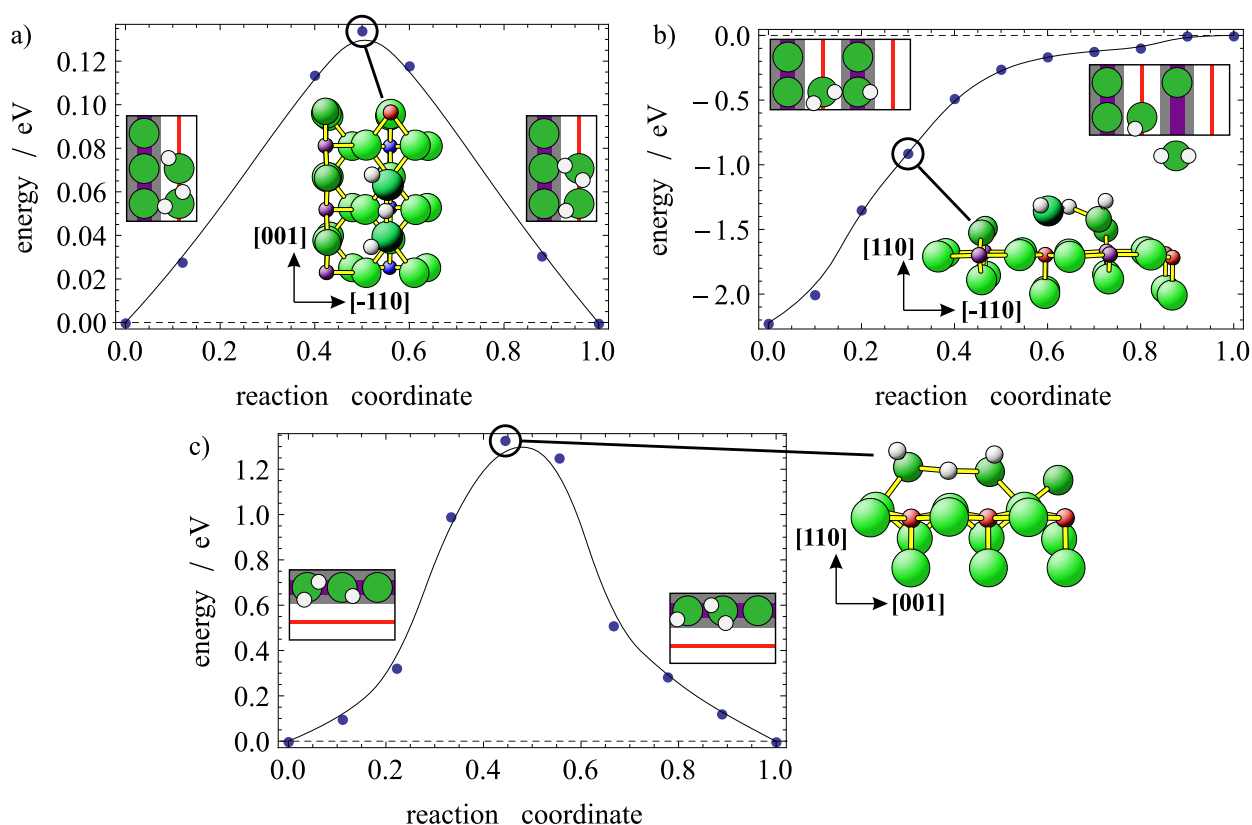 a)
energy / eV
0.12
0.10
0.08
0.06
0.04
0.02
0.00
[001]
[-110]
0.0 0.2 0.4 0.6 0.8 1.0
reaction coordinate
b)
energy / eV
0.0
−0.5
−1.0
−1.5
−2.0
[110]
[-110]
0.0 0.2 0.4 0.6 0.8 1.0
reaction coordinate
c)
energy / eV
1.2
1.0
0.8
0.6
0.4
0.2
0.0
[110]
[001]
0.0 0.2 0.4 0.6 0.8 1.0
reaction coordinate